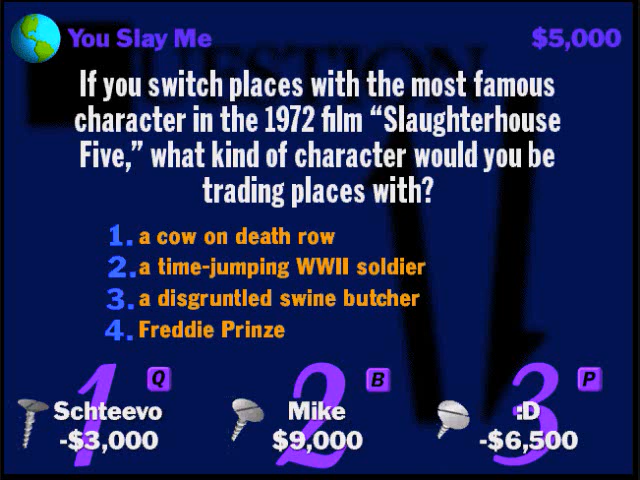 You Slay Me $5,000
QUESTION
If you switch places with the most famous
character in the 1972 film “Slaughterhouse
Five,” what kind of character would you be
trading places with?
1. a cow on death row
2. a time-jumping WWII soldier
3. a disgruntled swine butcher
4. Freddie Prinze
1 Q 2 B 3 P
Schteevo Mike :D
-$3,000 $9,000 -$6,500